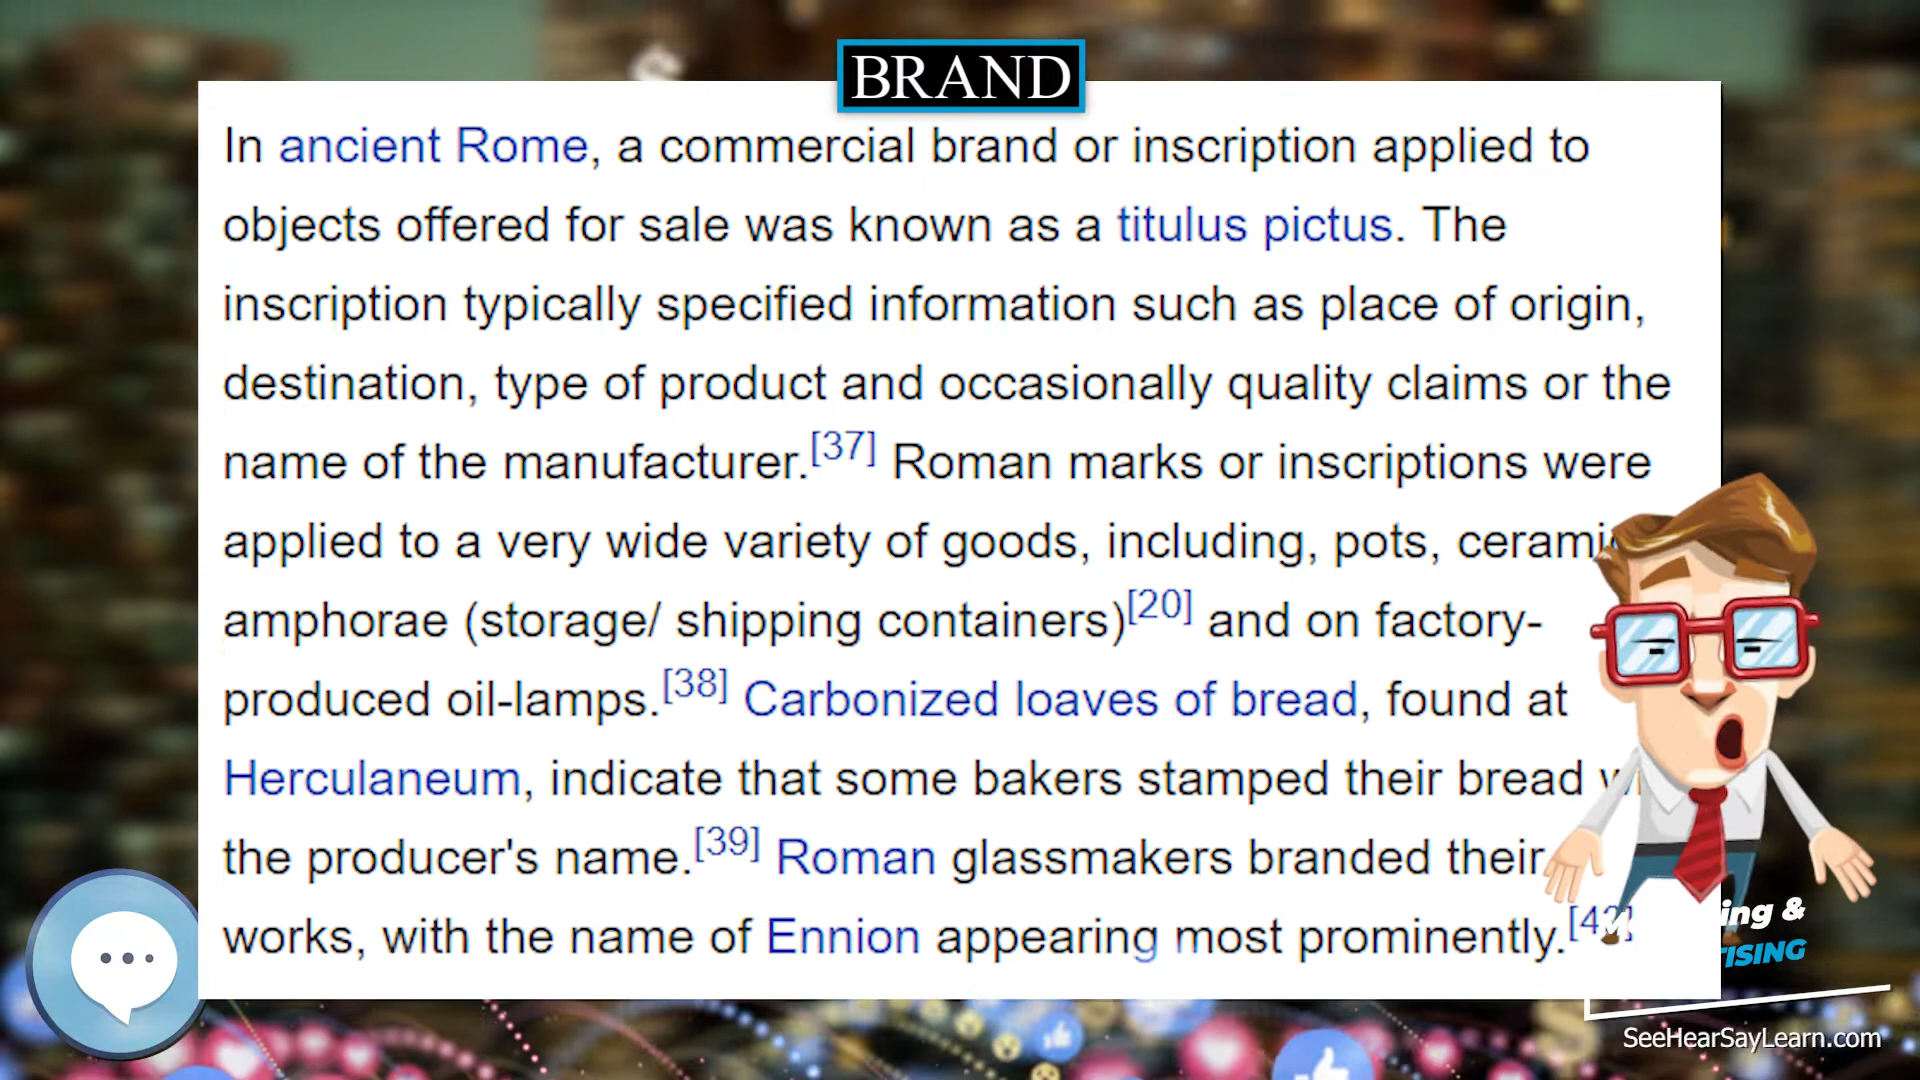 BRAND
In ancient Rome, a commercial brand or inscription applied to
objects offered for sale was known as a titulus pictus. The
inscription typically specified information such as place of origin,
destination, type of product and occasionally quality claims or the
name of the manufacturer.[37] Roman marks or inscriptions were
applied to a very wide variety of goods, including, pots, ceramic
amphorae (storage/ shipping containers)[20] and on factory-
produced oil-lamps.[38] Carbonized loaves of bread, found at
Herculaneum, indicate that some bakers stamped their bread
the producer's name.[39] Roman glassmakers branded their
works, with the name of Ennion appearing most prominently.
&
SeeHearSayLearn.com